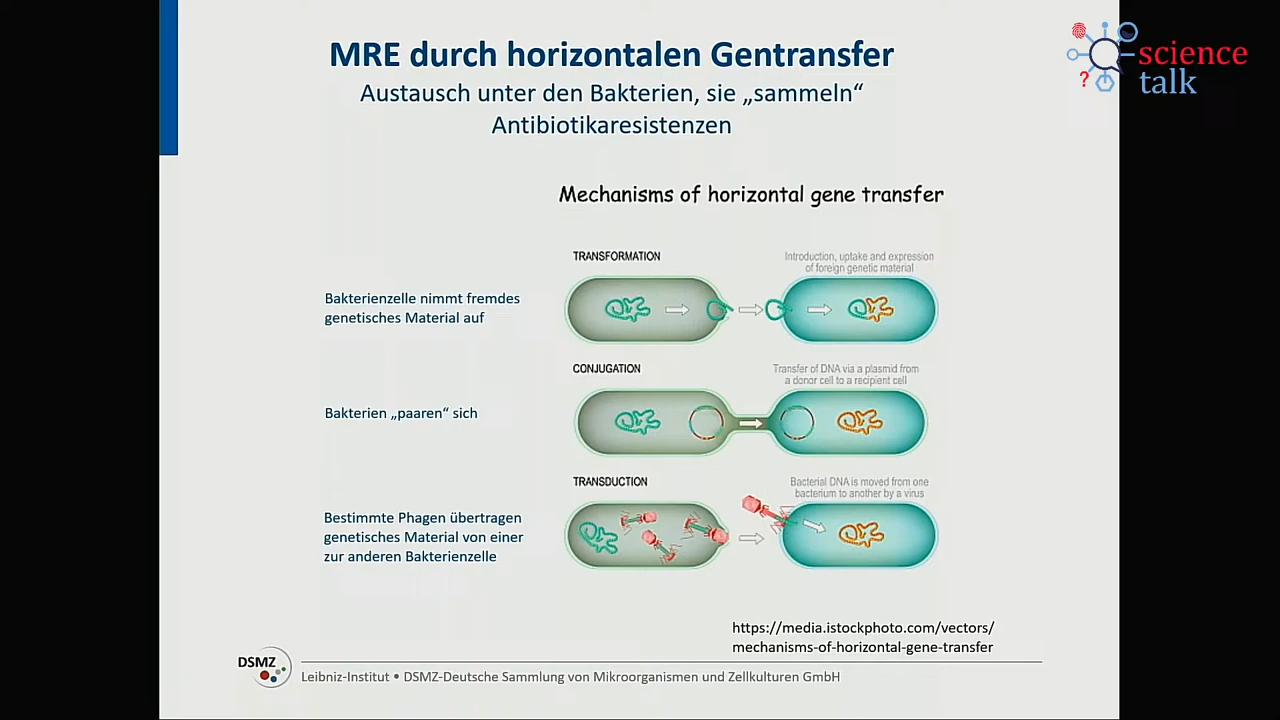 MRE durch horizontalen Gentransfer
Austausch unter den Bakterien, sie „sammeln“
Antibiotikaresistenzen
science
talk
?
Mechanisms of horizontal gene transfer
TRANSFORMATION
Introduction, uptake and expression
of foreign genetic material
Bakterienzelle nimmt fremdes
genetisches Material auf
CONJUGATION
Transfer of DNA via a plasmid from
a donor cell to a recipient cell
Bakterien „paaren“ sich
TRANSDUCTION
Bacterial DNA is moved from one
bacterium to another by a virus
Bestimmte Phagen übertragen
genetisches Material von einer
zur anderen Bakterienzelle
https://media.istockphoto.com/vectors/
mechanisms-of-horizontal-gene-transfer
DSMZ
Leibniz-Institut • DSMZ-Deutsche Sammlung von Mikroorganismen und Zellkulturen GmbH